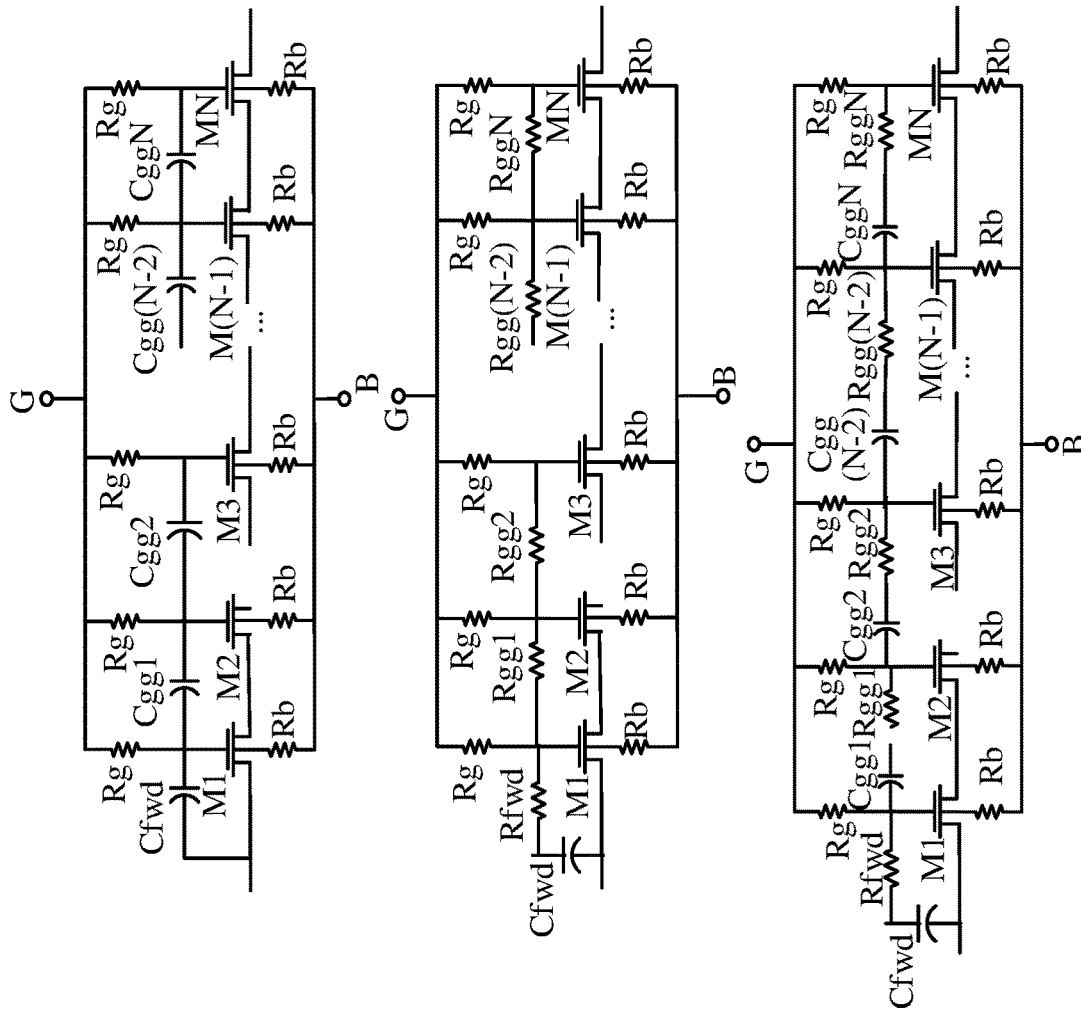 G
Rg
Rg
Rg
Rg
Rg
Cfwd
Cgg1
Cgg2
Cgg(N-2)
CggN
M1
M2
M3
M(N-1)
MN
...
Rb
Rb
Rb
Rb
Rb
B
G
Rg
Rg
Rg
Rg
Rg
Cfwd
Rfwd
Rgg1
Rgg2
Rgg(N-2)
RggN
M1
M2
M3
M(N-1)
MN
...
Rb
Rb
Rb
Rb
Rb
B
G
Rg
Rg
Rg
Rg
Rg
Cfwd
Rfwd
Cgg1
Rgg1
Cgg2
Rgg2
Cgg
(N-2)
Rgg(N-2)
CggN
RggN
M1
M2
M3
M(N-1)
MN
...
Rb
Rb
Rb
Rb
Rb
B